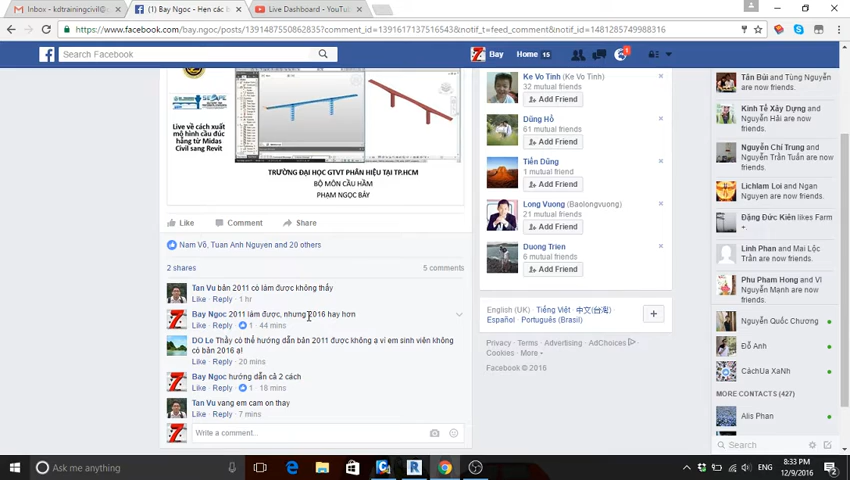 Inbox - kdtrainingcivil@
(1) Bay Ngoc - Hẹn các b
Live Dashboard - YouTu
https://www.facebook.com/bay.ngoc/posts/1391617137516543?comment_id=1391617137516543&notif_t=feed_comment&notif_id=1481285749988316
Search Facebook
Bay
Home 15
1
Live về cách xuất
mô hình cầu đúc
hẫng từ Midas
Civil sang Revit
TRƯỜNG ĐẠI HỌC GTVT PHÂN HIỆU TẠI TP.HCM
BỘ MÔN CẦU HẦM
PHẠM NGỌC BẢY
Like Comment Share
Nam Võ, Tuan Anh Nguyen and 20 others
2 shares
5 comments
Tan Vu bản 2011 có làm được không thầy
Like · Reply · 1 hr
Bay Ngoc 2011 làm được, nhưng 2016 hay hơn
Like · Reply · 1 · 44 mins
DO Le Thầy có thể hướng dẫn bản 2011 được không ạ vì em sinh viên không
có bản 2016 ạ!
Like · Reply · 20 mins
Bay Ngoc hướng dẫn cả 2 cách
Like · Reply · 1 · 18 mins
Tan Vu vang em cam on thay
Like · Reply · 7 mins
Write a comment...
Ke Vo Tinh (Ke Vo Tinh)
32 mutual friends
Add Friend
Dũng Hồ
61 mutual friends
Add Friend
Tiến Dũng
1 mutual friend
Add Friend
Long Vuong (Baolongvuong)
21 mutual friends
Add Friend
Duong Trien
6 mutual friends
Add Friend
English (UK) · Tiếng Việt · 中文(台灣) ·
Español · Português (Brasil)
Privacy · Terms · Advertising · AdChoices
Cookies · More
Facebook © 2016
Tấn Bùi and Tùng Nguyễn
are now friends.
Kinh Tế Xây Dựng and
Nguyễn Hải are now friends.
Nguyễn Chí Trung and
Nguyễn Trần Tuấn are now
friends.
Lichlam Loi and Ngan
Nguyen are now friends.
Đặng Đức Kiên likes Farm
+.
Linh Phan and Mai Lộc
Trần are now friends.
Phu Pham Hong and VI
Nguyễn Mạnh are now
friends.
Nguyễn Quốc Chương
Đỗ Anh
CáchUa XaCh
MORE CONTACTS (427)
Alis Phan
Search
Ask me anything
ENG
8:33 PM
12/9/2016